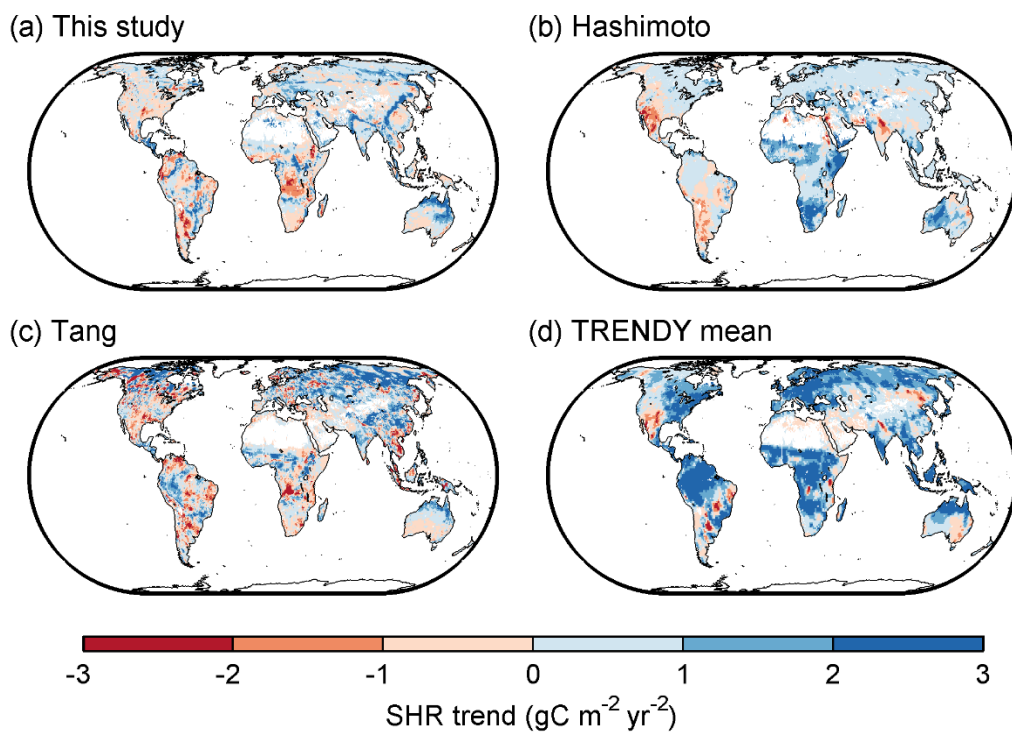 (a) This study
(b) Hashimoto
(c) Tang
(d) TRENDY mean
-3 -2 -1 0 1 2 3
SHR trend (gC m⁻² yr⁻²)